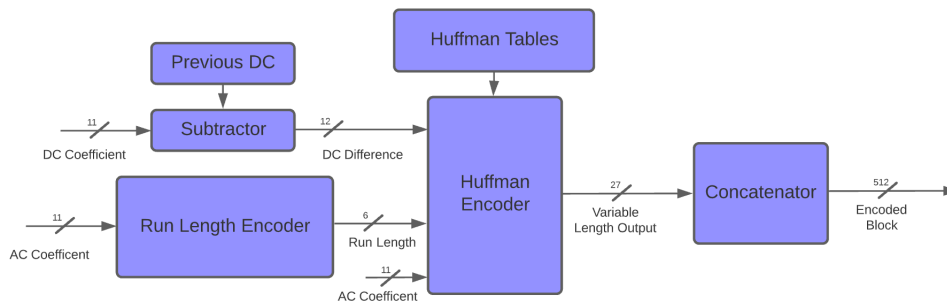 Huffman Tables
Previous DC
11
Subtractor
12
DC Coefficient
DC Difference
Huffman
Encoder
27
Variable
Length Output
Concatenator
512
Encoded
Block
11
AC Coefficent
Run Length Encoder
6
Run Length
11
AC Coefficent